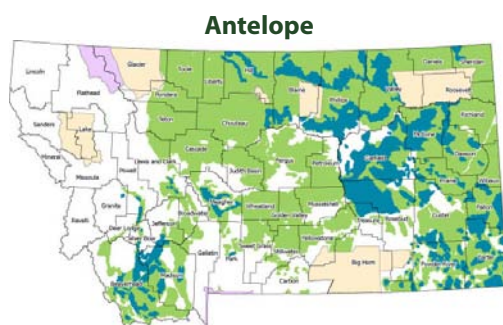 Antelope
Lincoln
Flathead
Glacier
Toole
Liberty
Hill
Blaine
Phillips
Valley
Daniels
Sheridan
Roosevelt
Pondera
Teton
Chouteau
Richland
McCone
Sanders
Lake
Lewis and Clark
Cascade
Fergus
Petroleum
Garfield
Dawson
Mineral
Missoula
Powell
Judith Basin
Prairie
Wibaux
Granite
Meagher
Wheatland
Golden Valley
Musselshell
Treasure
Rosebud
Custer
Fallon
Ravalli
Deer Lodge
Silver Bow
Jefferson
Broadwater
Gallatin
Park
Sweet Grass
Stillwater
Yellowstone
Big Horn
Powder River
Carter
Beaverhead
Madison
Carbon